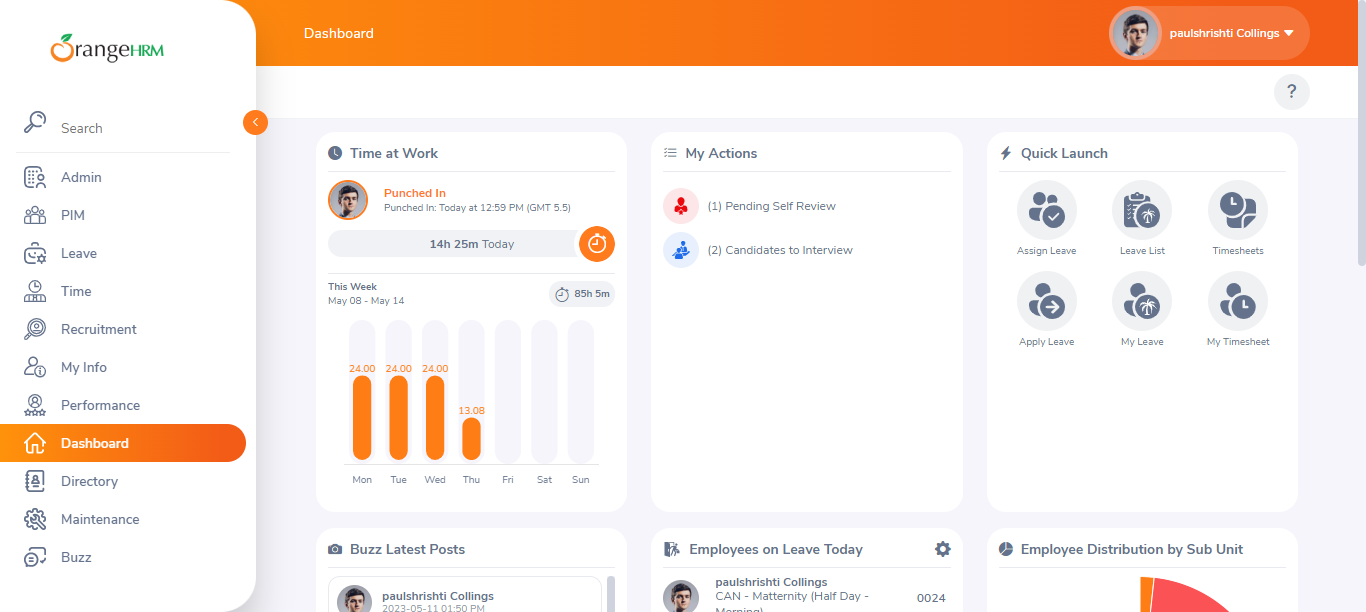 OrangeHRM
Search
Admin
PIM
Leave
Time
Recruitment
My Info
Performance
Dashboard
Directory
Maintenance
Buzz
Dashboard
paulshrishti Collings
?
Time at Work
Punched In
Punched In: Today at 12:59 PM (GMT 5.5)
14h 25m Today
This Week
May 08 - May 14
85h 5m
24.00 24.00 24.00 13.08
Mon Tue Wed Thu Fri Sat Sun
My Actions
(1) Pending Self Review
(2) Candidates to Interview
Quick Launch
Assign Leave Leave List Timesheets
Apply Leave My Leave My Timesheet
Buzz Latest Posts
paulshrishti Collings
2023-05-11 01:50 PM
Employees on Leave Today
paulshrishti Collings
CAN - Matternity (Half Day -
Morning)
0024
Employee Distribution by Sub Unit